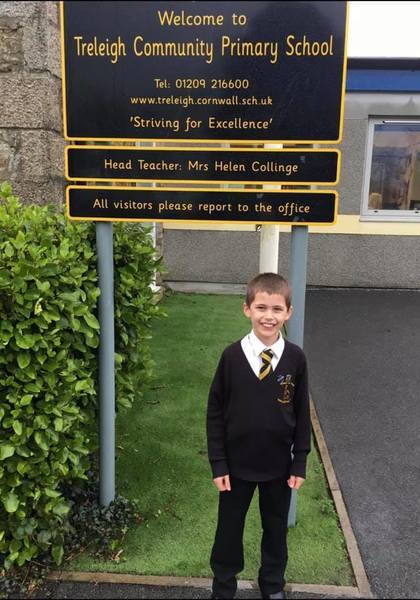 Welcome to
Treleigh Community Primary School
Tel: 01209 216600
www.treleigh.cornwall.sch.uk
'Striving for Excellence'
Head Teacher: Mrs Helen Collinge
All visitors please report to the office